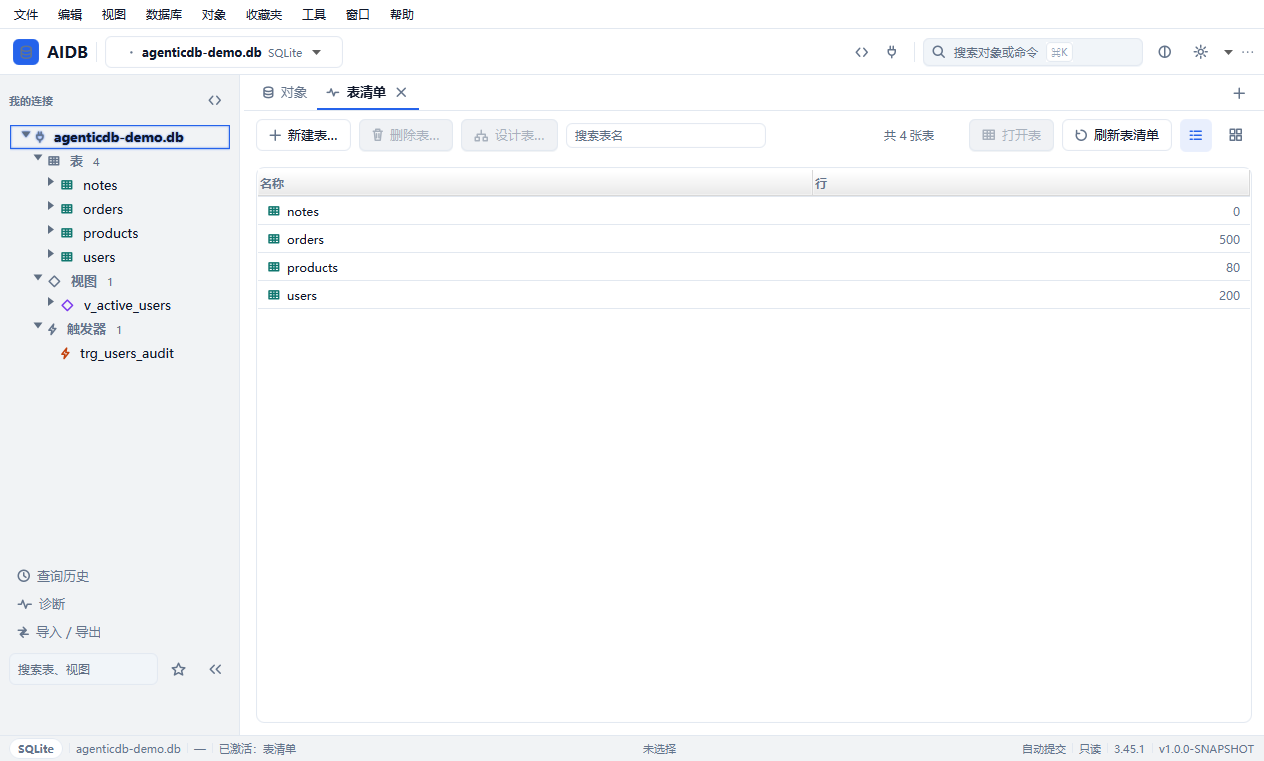 文件 编辑 视图 数据库 对象 收藏夹 工具 窗口 帮助
AIDB · agenticdb-demo.db SQLite 搜索对象或命令 ⌘K
我的连接
agenticdb-demo.db
表 4
notes
orders
products
users
视图 1
v_active_users
触发器 1
trg_users_audit
查询历史
诊断
导入 / 导出
搜索表、视图
对象 表清单
新建表... 删除表... 设计表... 搜索表名 共 4 张表 打开表 刷新表清单
名称 行
notes 0
orders 500
products 80
users 200
SQLite agenticdb-demo.db — 已激活: 表清单 未选择 自动提交 只读 3.45.1 v1.0.0-SNAPSHOT